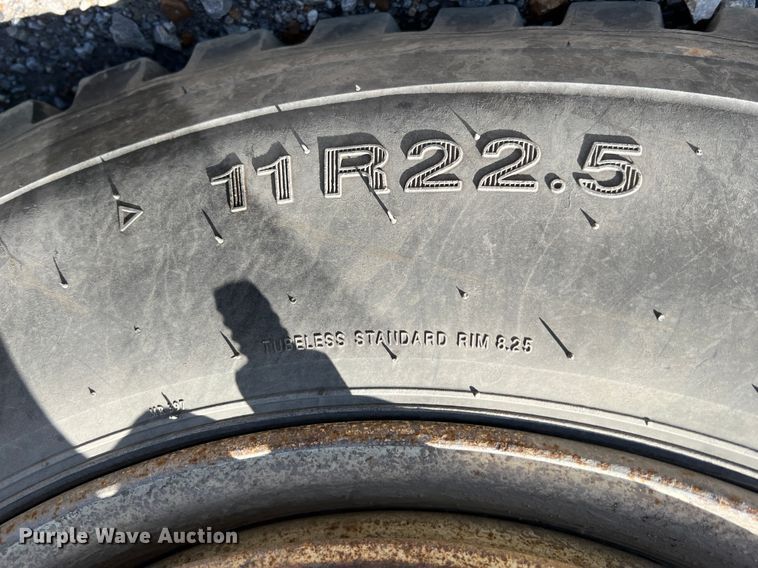 11R22.5
TUBELESS STANDARD RIM 8.25
Purple Wave Auction